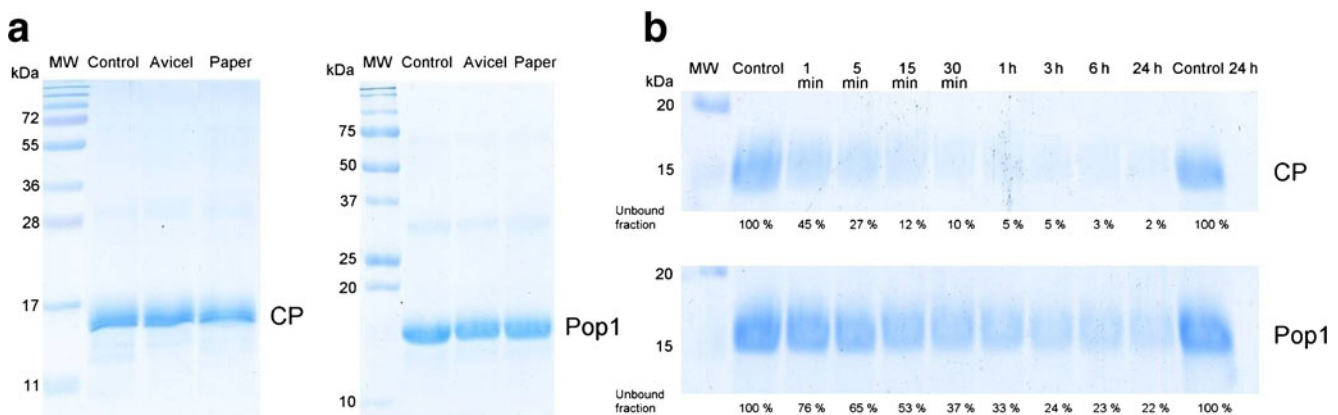 a
MW Control Avicel Paper
kDa
72
55
36
28
17
11
CP
MW Control Avicel Paper
kDa
75
50
37
25
20
10
Pop1
b
MW Control 1 min 5 min 15 min 30 min 1 h 3 h 6 h 24 h Control 24 h
kDa
20
15
CP
Unbound fraction 100 % 45 % 27 % 12 % 10 % 5 % 5 % 3 % 2 % 100 %
20
15
Pop1
Unbound fraction 100 % 76 % 65 % 53 % 37 % 33 % 24 % 23 % 22 % 100 %